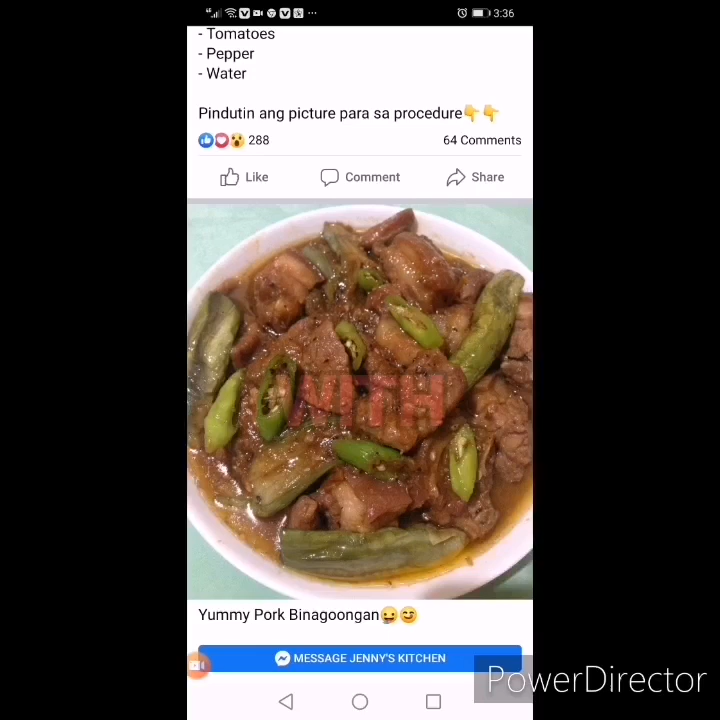 3:36
- Tomatoes
- Pepper
- Water
Pindutin ang picture para sa procedure👇👇
288
64 Comments
Like
Comment
Share
WITH
Yummy Pork Binagoongan😀😏
MESSAGE JENNY'S KITCHEN
PowerDirector